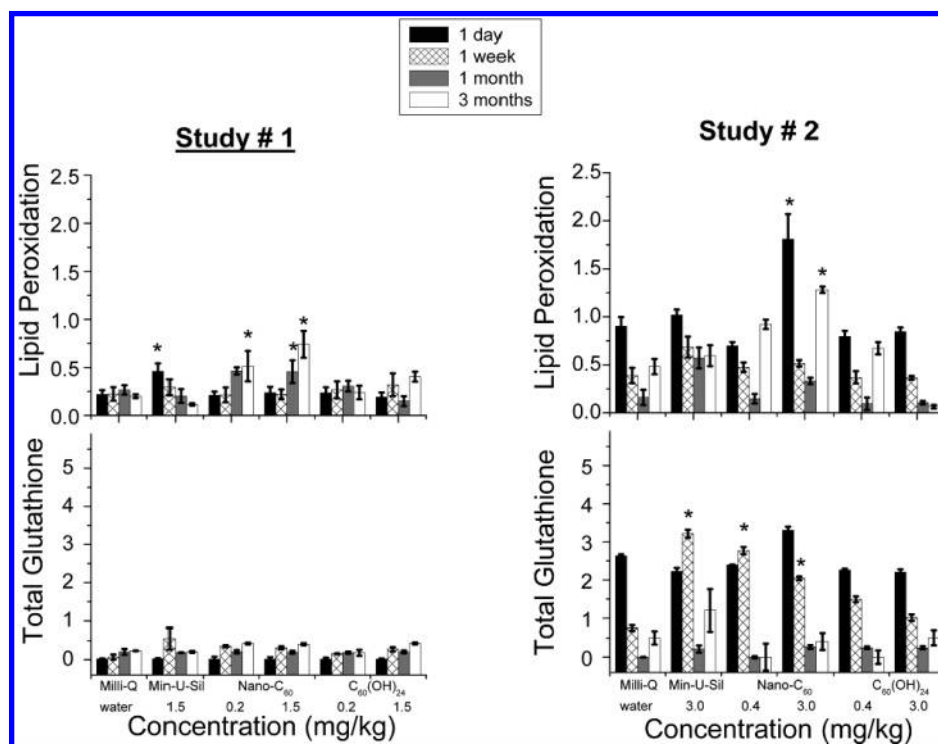 1 day
1 week
1 month
3 months
Study # 1
Study # 2
Lipid Peroxidation
2.5
2.0
1.5
1.0
0.5
0.0
* * * *
Lipid Peroxidation
2.5
2.0
1.5
1.0
0.5
0.0
* *
Total Glutathione
5
4
3
2
1
0
Total Glutathione
5
4
3
2
1
0
* * *
Milli-Q Min-U-Sil Nano-C60 C60(OH)24
water 1.5 0.2 1.5 0.2 1.5
Concentration (mg/kg)
Milli-Q Min-U-Sil Nano-C60 C60(OH)24
water 3.0 0.4 3.0 0.4 3.0
Concentration (mg/kg)